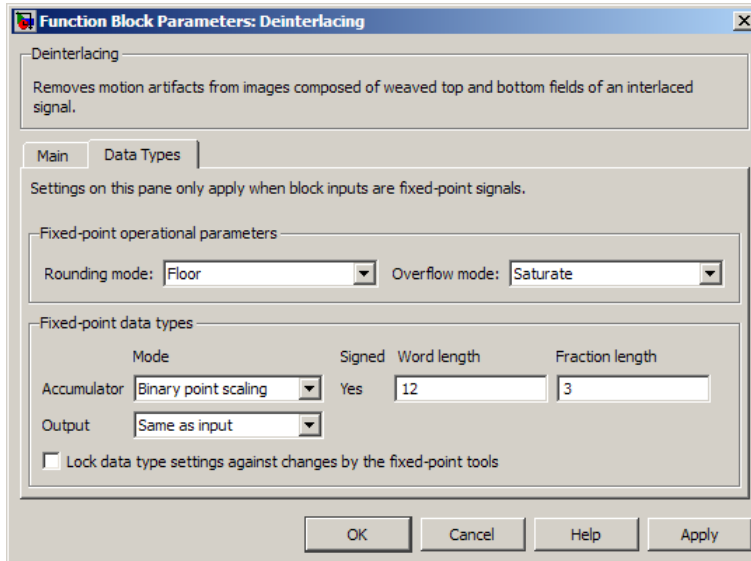 Function Block Parameters: Deinterlacing
Deinterlacing
Removes motion artifacts from images composed of weaved top and bottom fields of an interlaced
signal.
Main Data Types
Settings on this pane only apply when block inputs are fixed-point signals.
Fixed-point operational parameters
Rounding mode: Floor Overflow mode: Saturate
Fixed-point data types
Mode Signed Word length Fraction length
Accumulator Binary point scaling Yes 12 3
Output Same as input
Lock data type settings against changes by the fixed-point tools
OK Cancel Help Apply